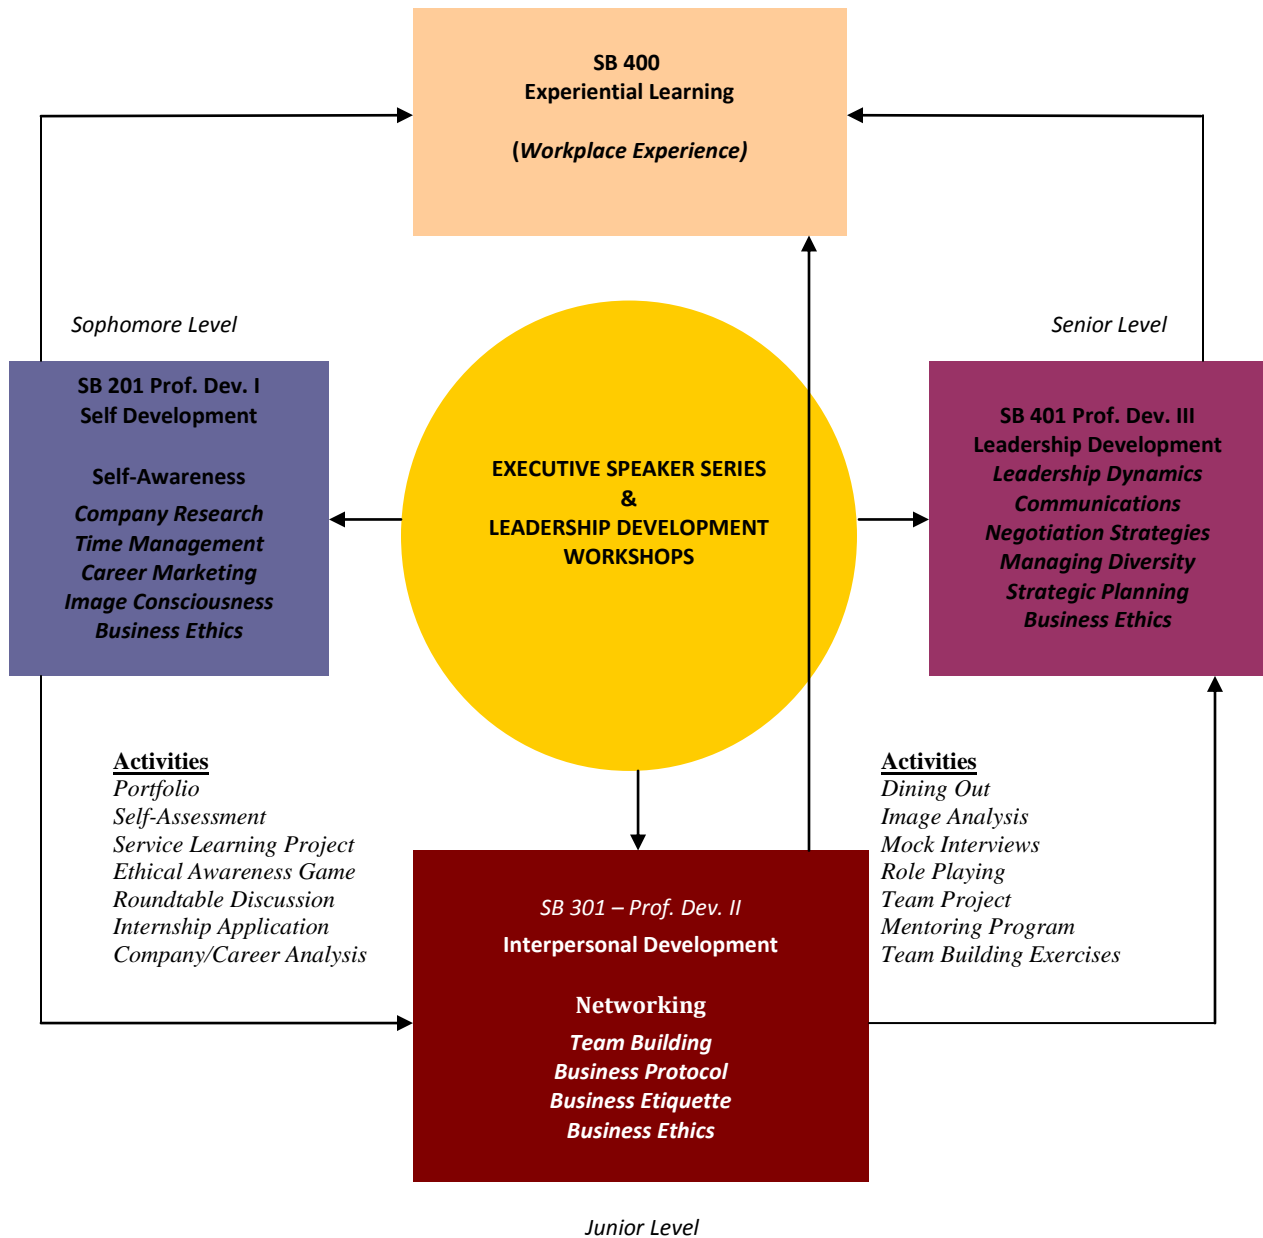 SB 400
Experiential Learning
(Workplace Experience)
Sophomore Level
Senior Level
SB 201 Prof. Dev. I
Self Development
Self-Awareness
Company Research
Time Management
Career Marketing
Image Consciousness
Business Ethics
EXECUTIVE SPEAKER SERIES
&
LEADERSHIP DEVELOPMENT
WORKSHOPS
SB 401 Prof. Dev. III
Leadership Development
Leadership Dynamics
Communications
Negotiation Strategies
Managing Diversity
Strategic Planning
Business Ethics
Activities
Portfolio
Self-Assessment
Service Learning Project
Ethical Awareness Game
Roundtable Discussion
Internship Application
Company/Career Analysis
Activities
Dining Out
Image Analysis
Mock Interviews
Role Playing
Team Project
Mentoring Program
Team Building Exercises
SB 301 – Prof. Dev. II
Interpersonal Development
Networking
Team Building
Business Protocol
Business Etiquette
Business Ethics
Junior Level